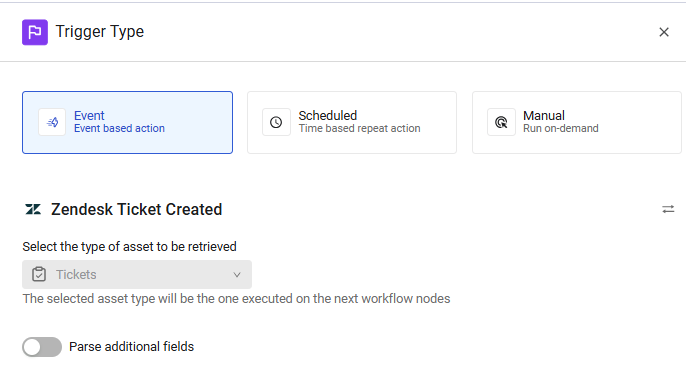 Trigger Type
Event
Event based action
Scheduled
Time based repeat action
Manual
Run on-demand
Zendesk Ticket Created
Select the type of asset to be retrieved
Tickets
The selected asset type will be the one executed on the next workflow nodes
Parse additional fields